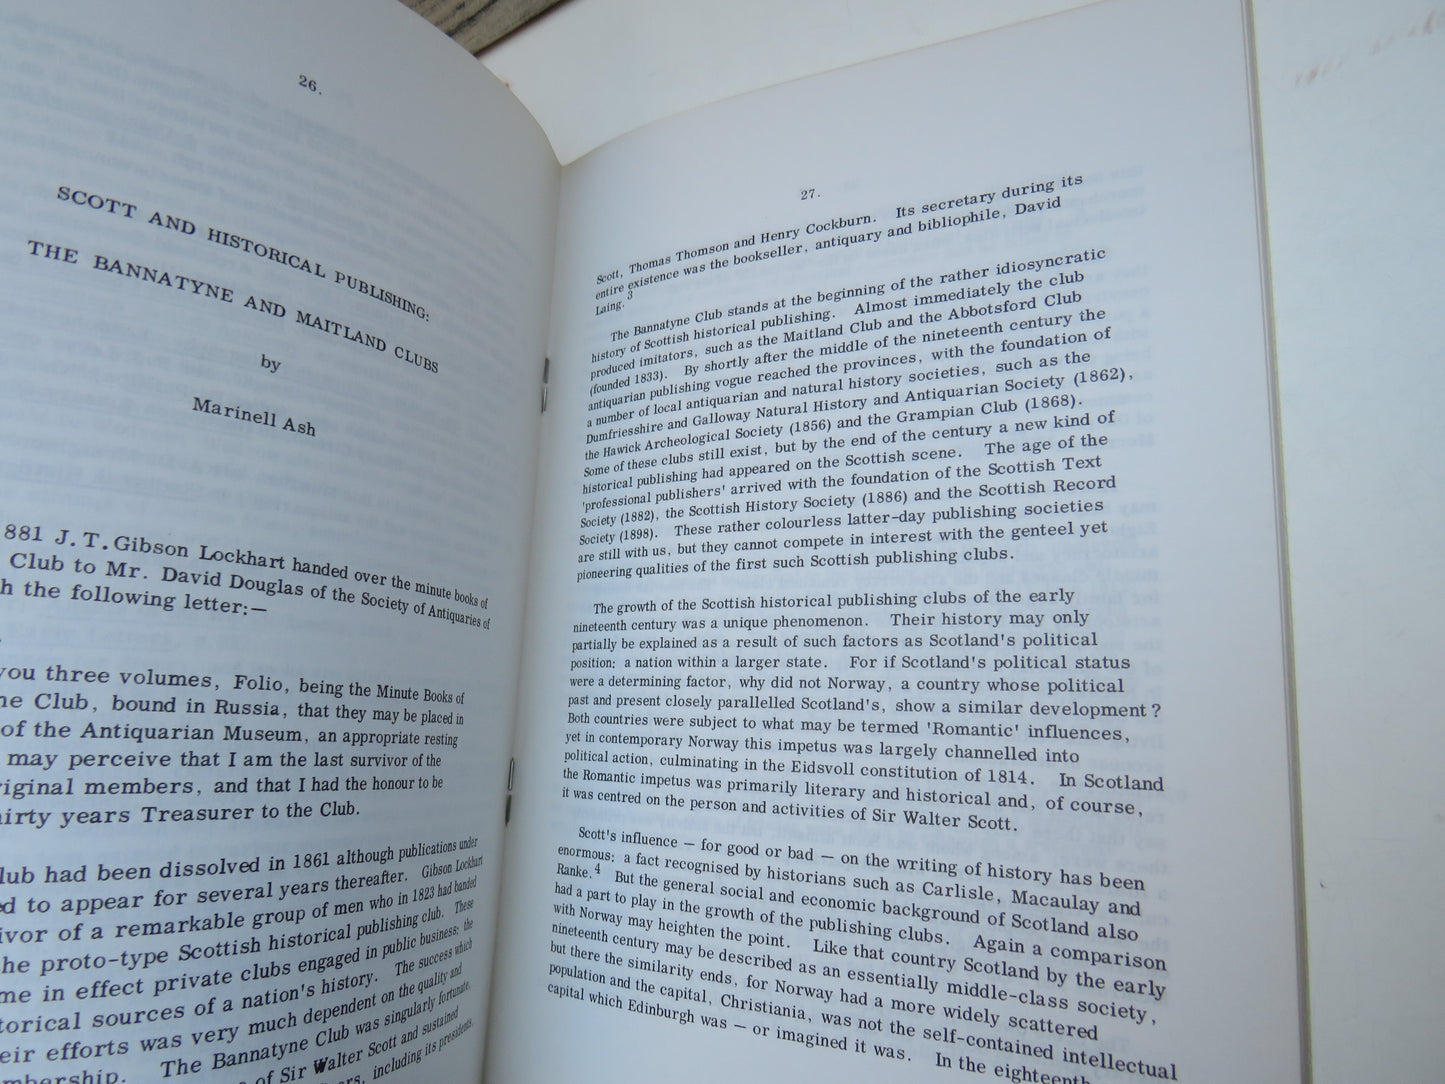 26.
SCOTT AND HISTORICAL PUBLISHING:
THE BANNATYNE AND MAITLAND CLUBS
by
Marinell Ash
881 J. T. Gibson Lockhart handed over the minute books of
Club to Mr. David Douglas of the Society of Antiquaries of
h the following letter;—
you three volumes, Folio, being the Minute Books of
ne Club, bound in Russia, that they may be placed in
of the Antiquarian Museum, an appropriate resting
may perceive that I am the last survivor of the
riginal members, and that I had the honour to be
hirty years Treasurer to the Club.
lub had been dissolved in 1861 although publications under
ed to appear for several years thereafter. Gibson Lockhart
ivor of a remarkable group of men who in 1823 had banded
he proto-type Scottish historical publishing club. These
me in effect private clubs engaged in public business: the
torical sources of a nation's history. The success which
eir efforts was very much dependent on the quality and
mbership. The Bannatyne Club was singularly fortunate,
of Sir Walter Scott and sustained
ers, including its presidents,
27.
Scott, Thomas Thomson and Henry Cockburn. Its secretary during its
entire existence was the bookseller, antiquary and bibliophile, David
Laing.3
The Bannatyne Club stands at the beginning of the rather idiosyncratic
history of Scottish historical publishing. Almost immediately the club
produced imitators, such as the Maitland Club and the Abbotsford Club
(founded 1833). By shortly after the middle of the nineteenth century the
antiquarian publishing vogue reached the provinces, with the foundation of
a number of local antiquarian and natural history societies, such as the
Dumfriesshire and Galloway Natural History and Antiquarian Society (1862),
the Hawick Archeological Society (1856) and the Grampian Club (1868).
Some of these clubs still exist, but by the end of the century a new kind of
historical publishing had appeared on the Scottish scene. The age of the
'professional publishers' arrived with the foundation of the Scottish Text
Society (1882), the Scottish History Society (1886) and the Scottish Record
Society (1898). These rather colourless latter-day publishing societies
are still with us, but they cannot compete in interest with the genteel yet
pioneering qualities of the first such Scottish publishing clubs.
The growth of the Scottish historical publishing clubs of the early
nineteenth century was a unique phenomenon. Their history may only
partially be explained as a result of such factors as Scotland's political
position: a nation within a larger state. For if Scotland's political status
were a determining factor, why did not Norway, a country whose political
past and present closely parallelled Scotland's, show a similar development?
Both countries were subject to what may be termed 'Romantic' influences,
yet in contemporary Norway this impetus was largely channelled into
political action, culminating in the Eidsvoll constitution of 1814. In Scotland
the Romantic impetus was primarily literary and historical and, of course,
it was centred on the person and activities of Sir Walter Scott.
Scott's influence — for good or bad — on the writing of history has been
enormous: a fact recognised by historians such as Carlisle, Macaulay and
Ranke.4 But the general social and economic background of Scotland also
had a part to play in the growth of the publishing clubs. Again a comparison
with Norway may heighten the point. Like that country Scotland by the early
nineteenth century may be described as an essentially middle-class society,
but there the similarity ends, for Norway had a more widely scattered
population and the capital, Christiania, was not the self-contained intellectual
capital which Edinburgh was — or imagined it was. In the eighteenth